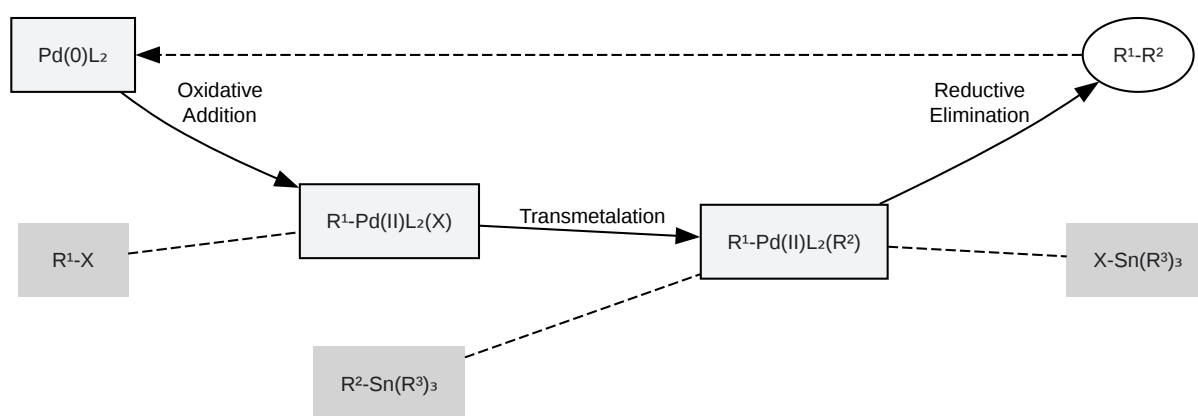 Pd(0)L₂
R¹-R²
Oxidative
Addition
Reductive
Elimination
R¹-Pd(II)L₂(X)
Transmetalation
R¹-Pd(II)L₂(R²)
R¹-X
X-Sn(R³)₃
R²-Sn(R³)₃